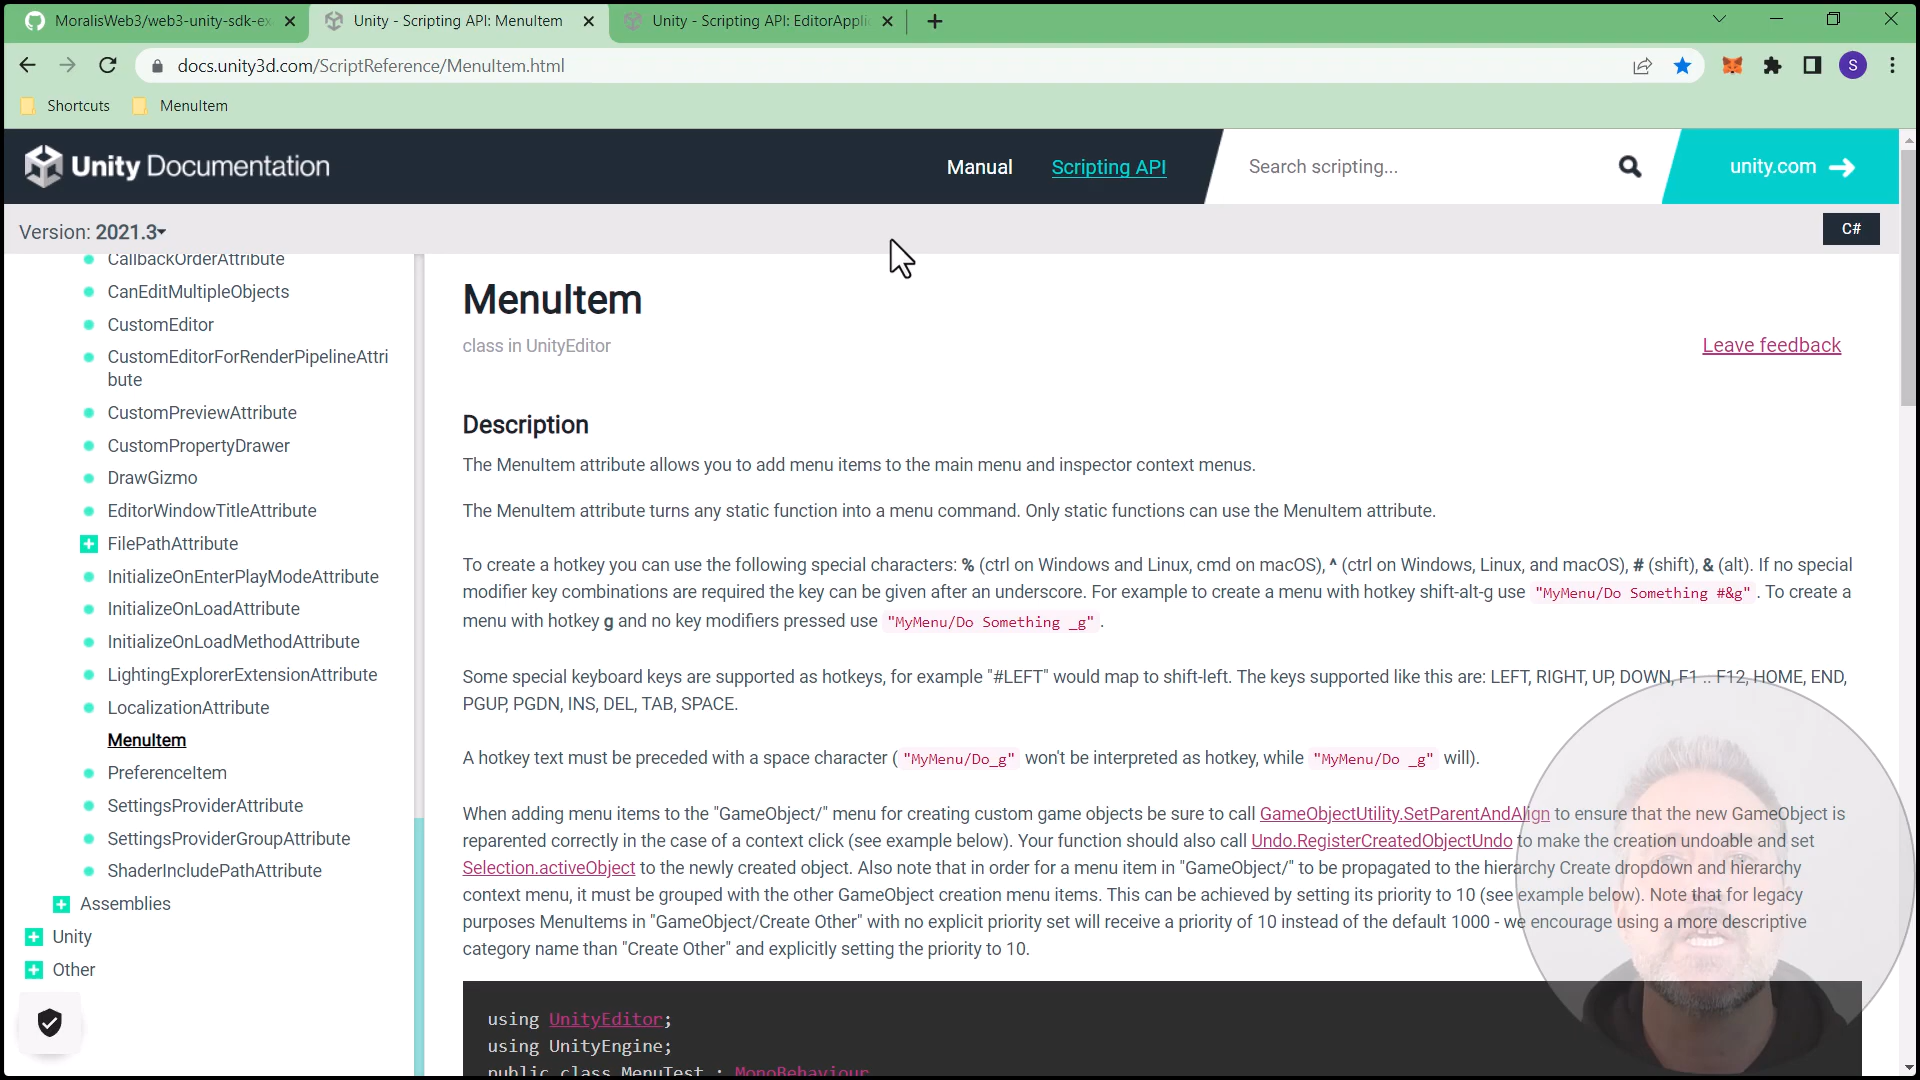 MoralisWeb3/web3-unity-sdk-ex
Unity - Scripting API: MenuItem
Unity - Scripting API: EditorApplic
docs.unity3d.com/ScriptReference/MenuItem.html
S
Shortcuts
MenuItem
Unity Documentation
Manual
Scripting API
Search scripting...
unity.com
Version: 2021.3
C#
CallbackOrderAttribute
CanEditMultipleObjects
CustomEditor
CustomEditorForRenderPipelineAttri
bute
CustomPreviewAttribute
CustomPropertyDrawer
DrawGizmo
EditorWindowTitleAttribute
FilePathAttribute
InitializeOnEnterPlayModeAttribute
InitializeOnLoadAttribute
InitializeOnLoadMethodAttribute
LightingExplorerExtensionAttribute
LocalizationAttribute
MenuItem
PreferenceItem
SettingsProviderAttribute
SettingsProviderGroupAttribute
ShaderIncludePathAttribute
Assemblies
Unity
Other
MenuItem
class in UnityEditor
Leave feedback
Description
The MenuItem attribute allows you to add menu items to the main menu and inspector context menus.
The MenuItem attribute turns any static function into a menu command. Only static functions can use the MenuItem attribute.
To create a hotkey you can use the following special characters: % (ctrl on Windows and Linux, cmd on macOS), ^ (ctrl on Windows, Linux, and macOS), # (shift), & (alt). If no special
modifier key combinations are required the key can be given after an underscore. For example to create a menu with hotkey shift-alt-g use "MyMenu/Do Something #&g" . To create a
menu with hotkey g and no key modifiers pressed use "MyMenu/Do Something _g" .
Some special keyboard keys are supported as hotkeys, for example "#LEFT" would map to shift-left. The keys supported like this are: LEFT, RIGHT, UP, DOWN, F1 .. F12, HOME, END,
PGUP, PGDN, INS, DEL, TAB, SPACE.
A hotkey text must be preceded with a space character ( "MyMenu/Do_g" won't be interpreted as hotkey, while "MyMenu/Do _g" will).
When adding menu items to the "GameObject/" menu for creating custom game objects be sure to call GameObjectUtility.SetParentAndAlign to ensure that the new GameObject is
reparented correctly in the case of a context click (see example below). Your function should also call Undo.RegisterCreatedObjectUndo to make the creation undoable and set
Selection.activeObject to the newly created object. Also note that in order for a menu item in "GameObject/" to be propagated to the hierarchy Create dropdown and hierarchy
context menu, it must be grouped with the other GameObject creation menu items. This can be achieved by setting its priority to 10 (see example below). Note that for legacy
purposes MenuItems in "GameObject/Create Other" with no explicit priority set will receive a priority of 10 instead of the default 1000 - we encourage using a more descriptive
category name than "Create Other" and explicitly setting the priority to 10.
using UnityEditor;
using UnityEngine;
public class MenuTest : MonoBehaviour